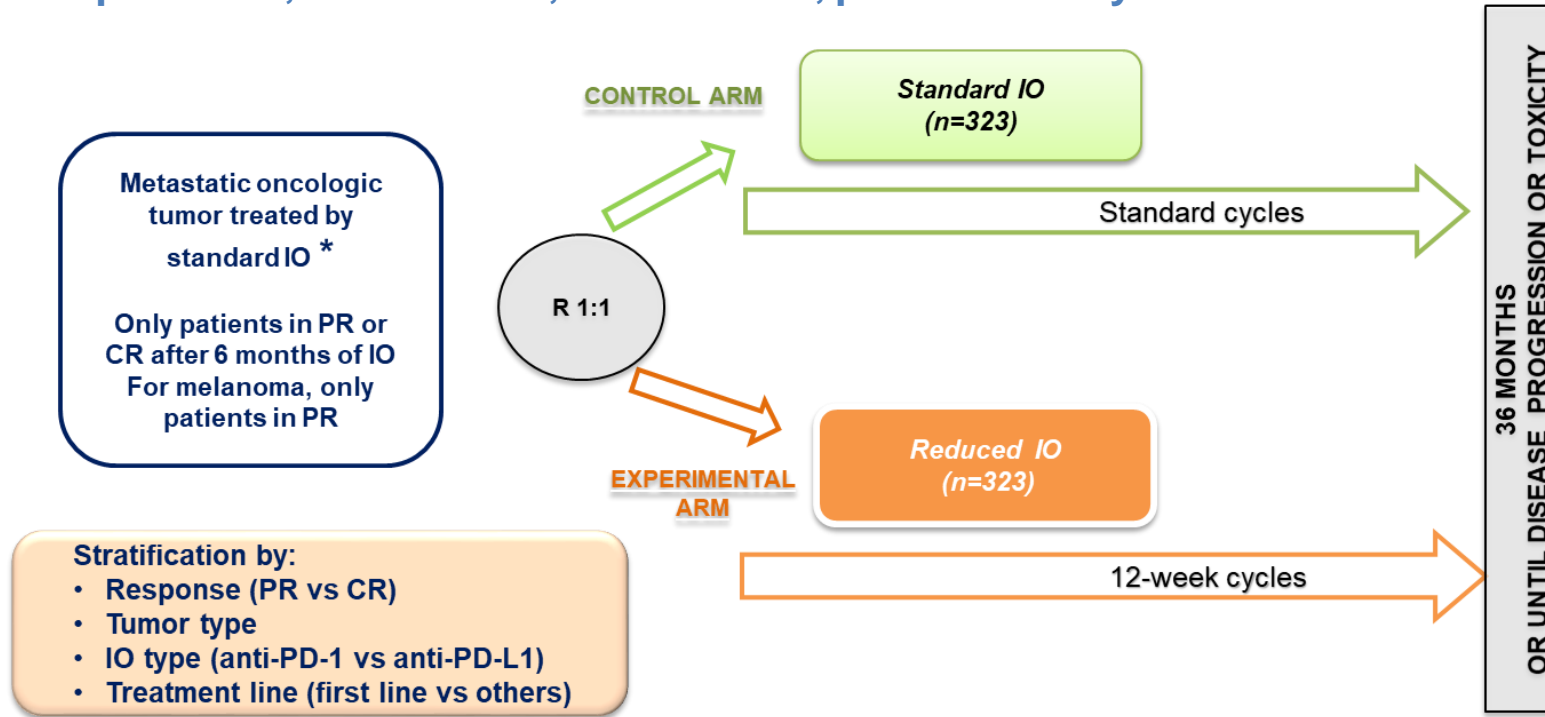 CONTROL ARM
Standard IO
(n=323)
Metastatic oncologic
tumor treated by
standard IO *
Only patients in PR or
CR after 6 months of IO
For melanoma, only
patients in PR
Standard cycles
R 1:1
EXPERIMENTAL
ARM
Reduced IO
(n=323)
12-week cycles
Stratification by:
• Response (PR vs CR)
• Tumor type
• IO type (anti-PD-1 vs anti-PD-L1)
• Treatment line (first line vs others)
36 MONTHS
OR UNTIL DISEASE PROGRESSION OR TOXICITY